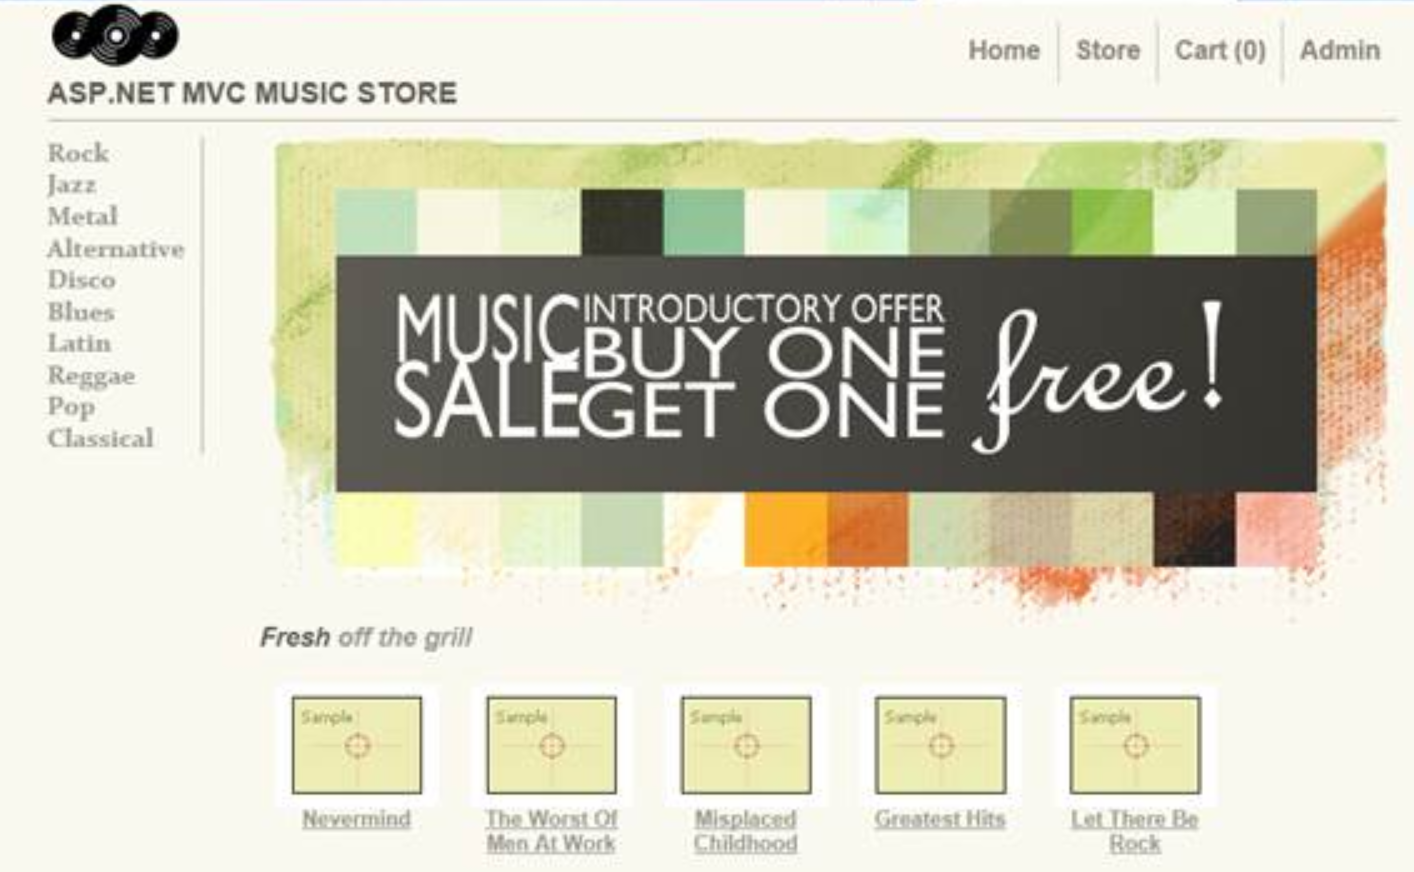 Home Store Cart (0) Admin
ASP.NET MVC MUSIC STORE
Rock
Jazz
Metal
Alternative
Disco
Blues
Latin
Reggae
Pop
Classical
MUSIC SALE
INTRODUCTORY OFFER
BUY ONE
GET ONE
free!
Fresh off the grill
Sample Sample Sample Sample Sample
Nevermind
The Worst Of
Men At Work
Misplaced
Childhood
Greatest Hits
Let There Be
Rock